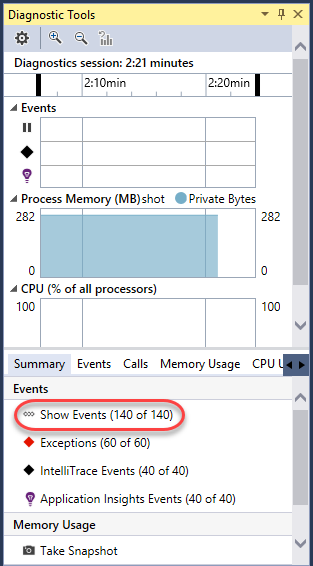 Diagnostic Tools
Diagnostics session: 2:21 minutes
2:10min 2:20min
Events
Process Memory (MB)shot Private Bytes
282 282
0 0
CPU (% of all processors)
100 100
Summary Events Calls Memory Usage CPU U
Events
Show Events (140 of 140)
Exceptions (60 of 60)
IntelliTrace Events (40 of 40)
Application Insights Events (40 of 40)
Memory Usage
Take Snapshot